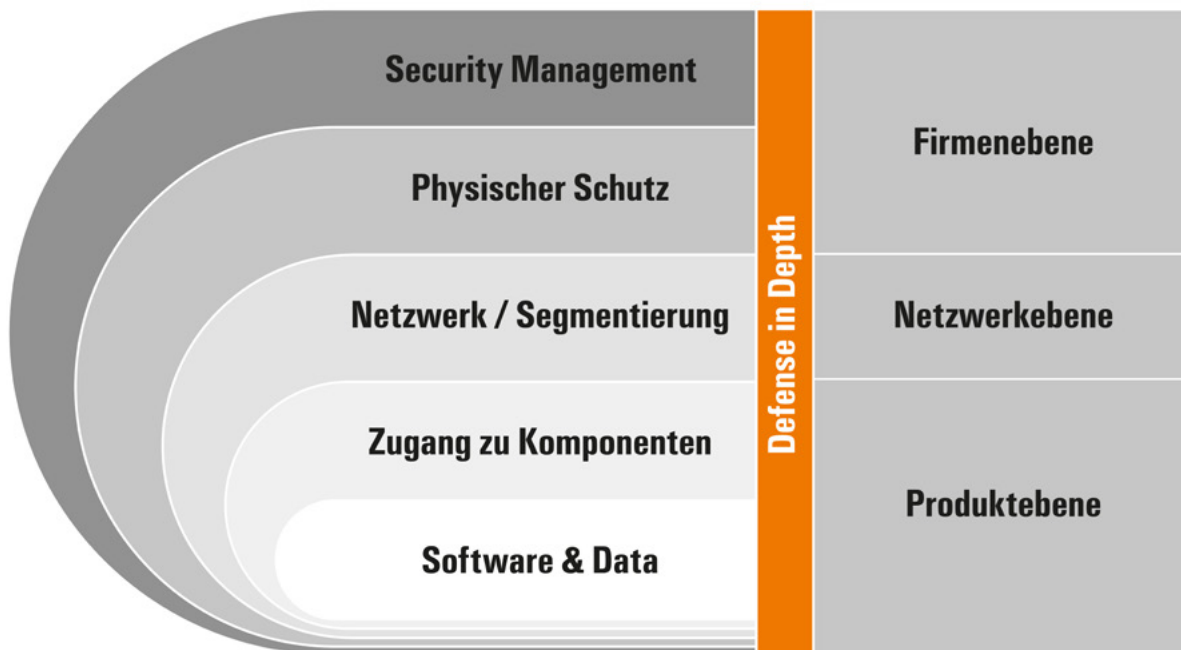 Security Management
Physischer Schutz
Netzwerk / Segmentierung
Zugang zu Komponenten
Software & Data
Defense in Depth
Firmenebene
Netzwerkebene
Produktebene